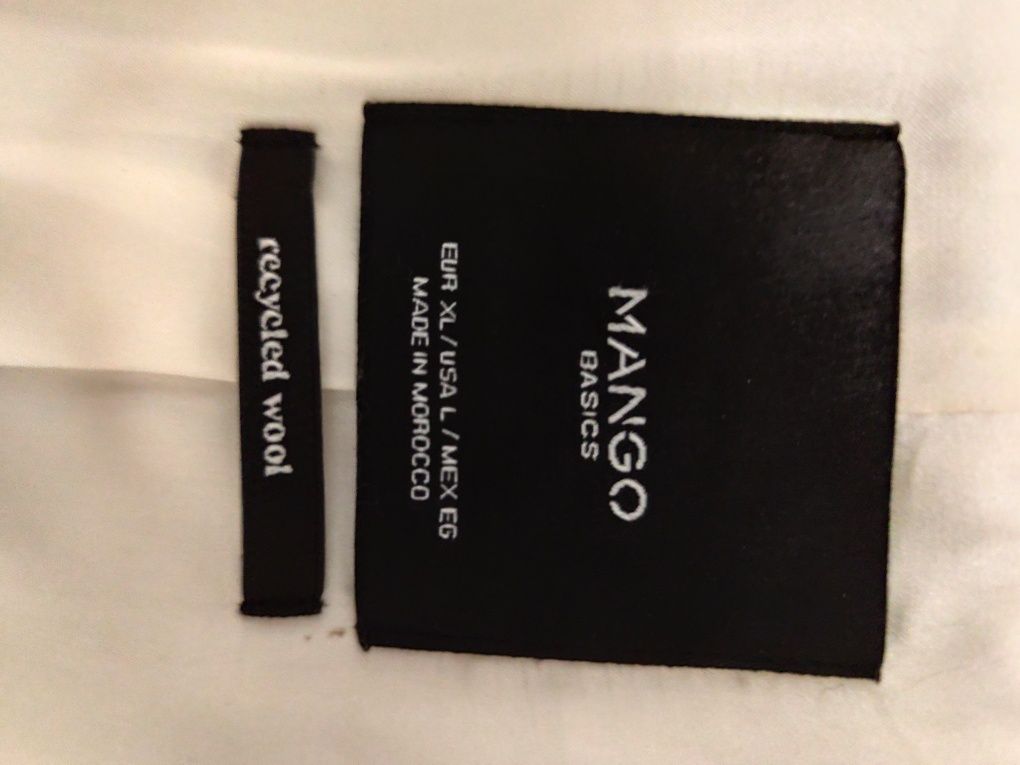 MANGO
BASICS
EUR XL / USA L / MEX EG
MADE IN MOROCCO
recycled wool